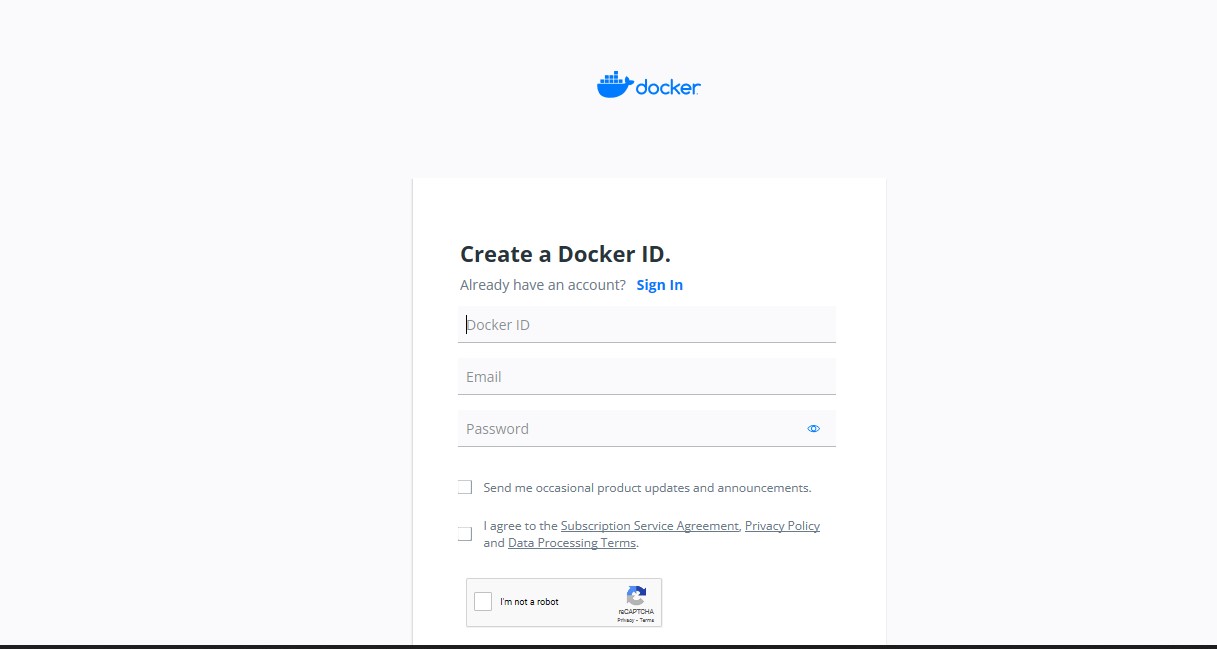 docker
Create a Docker ID.
Already have an account? Sign In
Docker ID
Email
Password
Send me occasional product updates and announcements.
I agree to the Subscription Service Agreement, Privacy Policy
and Data Processing Terms.
I'm not a robot
reCAPTCHA
Privacy - Terms